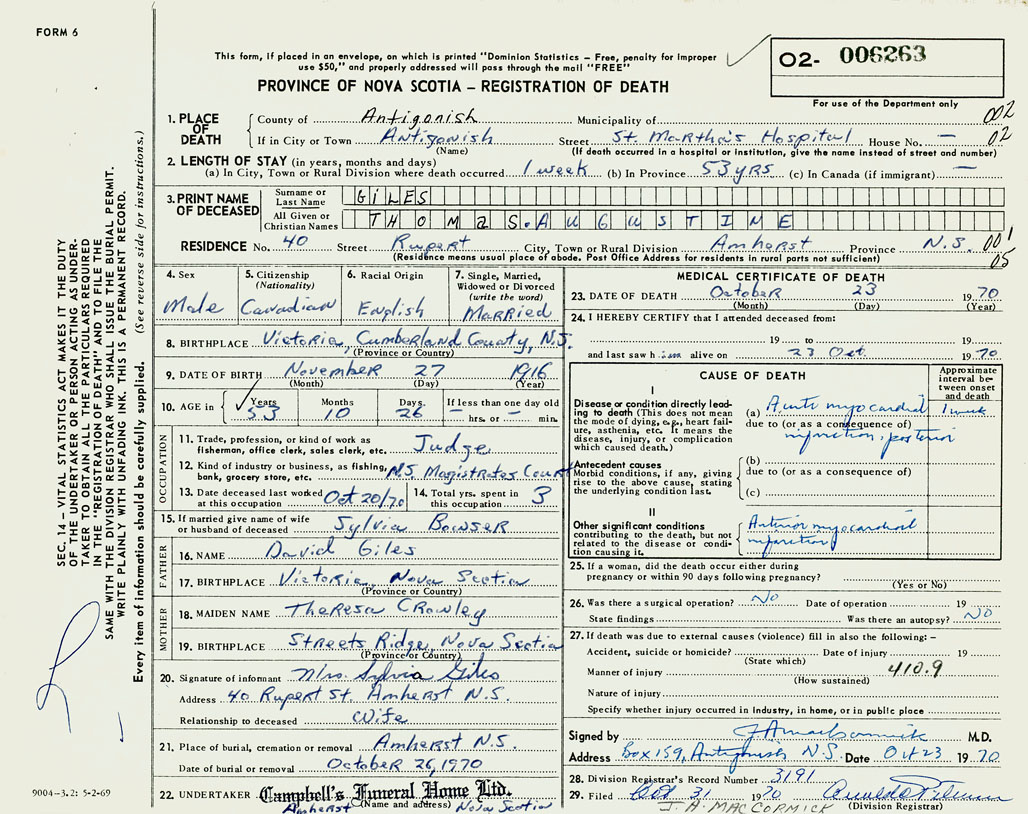 FORM 6
This form, if placed in an envelope, on which is printed "Dominion Statistics – Free, penalty for improper
use $50," and properly addressed will pass through the mail "FREE"
O2- 006263
PROVINCE OF NOVA SCOTIA – REGISTRATION OF DEATH
For use of the Department only
1. PLACE OF DEATH
County of Antigonish Municipality of 002
If in City or Town Antigonish Street St. Martha's Hospital House No. — 02
(Name) (If death occurred in a hospital or institution, give the name instead of street and number)
2. LENGTH OF STAY (in years, months and days)
(a) In City, Town or Rural Division where death occurred 1 week (b) In Province 53 yrs (c) In Canada (if immigrant) —
3. PRINT NAME OF DECEASED
Surname or Last Name GILES
All Given or Christian Names THOMAS. AUGUSTINE
RESIDENCE No. 40 Street Rupert City, Town or Rural Division Amherst Province N.S. 001
(Residence means usual place of abode. Post Office Address for residents in rural parts not sufficient) 05
4. Sex
Male
5. Citizenship
(Nationality)
Canadian
6. Racial Origin
English
7. Single, Married,
Widowed or Divorced
(write the word)
Married
8. BIRTHPLACE Victoria, Cumberland County, N.S.
(Province or Country)
9. DATE OF BIRTH November 27 1916
(Month) (Day) (Year)
10. AGE in
Years Months Days. If less than one day old
53 10 26 — hrs. or — min.
OCCUPATION
11. Trade, profession, or kind of work as
fisherman, office clerk, sales clerk, etc. Judge
12. Kind of industry or business, as fishing,
bank, grocery store, etc. N.S. Magistrates Court
13. Date deceased last worked
at this occupation Oct 20/70
14. Total yrs. spent in
this occupation 3
15. If married give name of wife
or husband of deceased Sylvia Bowser
FATHER
16. NAME David Giles
17. BIRTHPLACE Victoria, Nova Scotia
(Province or Country)
MOTHER
18. MAIDEN NAME Theresa Crowley
19. BIRTHPLACE Streets Ridge, Nova Scotia
(Province or Country)
20. Signature of informant Mrs. Sylvia Giles
Address 40 Rupert St. Amherst N.S.
Relationship to deceased Wife
21. Place of burial, cremation or removal Amherst N.S.
Date of burial or removal October 26, 1970
22. UNDERTAKER Campbell's Funeral Home Ltd.
(Name and address)
Amherst Nova Scotia
MEDICAL CERTIFICATE OF DEATH
23. DATE OF DEATH October 23 1970
(Month) (Day) (Year)
24. I HEREBY CERTIFY that I attended deceased from:
19 to
and last saw him alive on 23 Oct. 1970
CAUSE OF DEATH
Approximate
interval be-
tween onset
and death
I
Disease or condition directly lead-
ing to death (This does not mean
the mode of dying, e.g., heart fail-
ure, asthenia, etc. It means the
disease, injury, or complication
which caused death.)
(a) Acute myocardial 1 week
due to (or as a consequence of)
infarction, posterior
Antecedent causes
Morbid conditions, if any, giving
rise to the above cause, stating
the underlying condition last.
(b)
due to (or as a consequence of)
(c)
II
Other significant conditions
contributing to the death, but not
related to the disease or condi-
tion causing it.
Anterior myocardial
infarction
25. If a woman, did the death occur either during
pregnancy or within 90 days following pregnancy?
(Yes or No)
26. Was there a surgical operation? No Date of operation 19
State findings Was there an autopsy? No
27. If death was due to external causes (violence) fill in also the following: –
Accident, suicide or homicide? Date of injury 19
(State which)
Manner of injury 410.9
(How sustained)
Nature of injury
Specify whether injury occurred in industry, in home, or in public place
Signed by J A MacCormick M.D.
Address Box 159, Antigonish N.S. Date Oct 23 1970
28. Division Registrar's Record Number 3191
29. Filed Oct 31 1970
(Division Registrar)
J. A. MACCORMICK
SEC. 14 – VITAL STATISTICS ACT MAKES IT THE DUTY
OF THE UNDERTAKER OR PERSON ACTING AS UNDER-
TAKER TO OBTAIN ALL THE PARTICULARS REQUIRED
IN THE "REGISTRATION OF DEATH" AND TO FILE THE
SAME WITH THE DIVISION REGISTRAR WHO SHALL ISSUE THE BURIAL PERMIT.
WRITE PLAINLY WITH UNFADING INK. THIS IS A PERMANENT RECORD.
Every item of information should be carefully supplied. (See reverse side for instructions.)
9004-3.2: 5-2-69